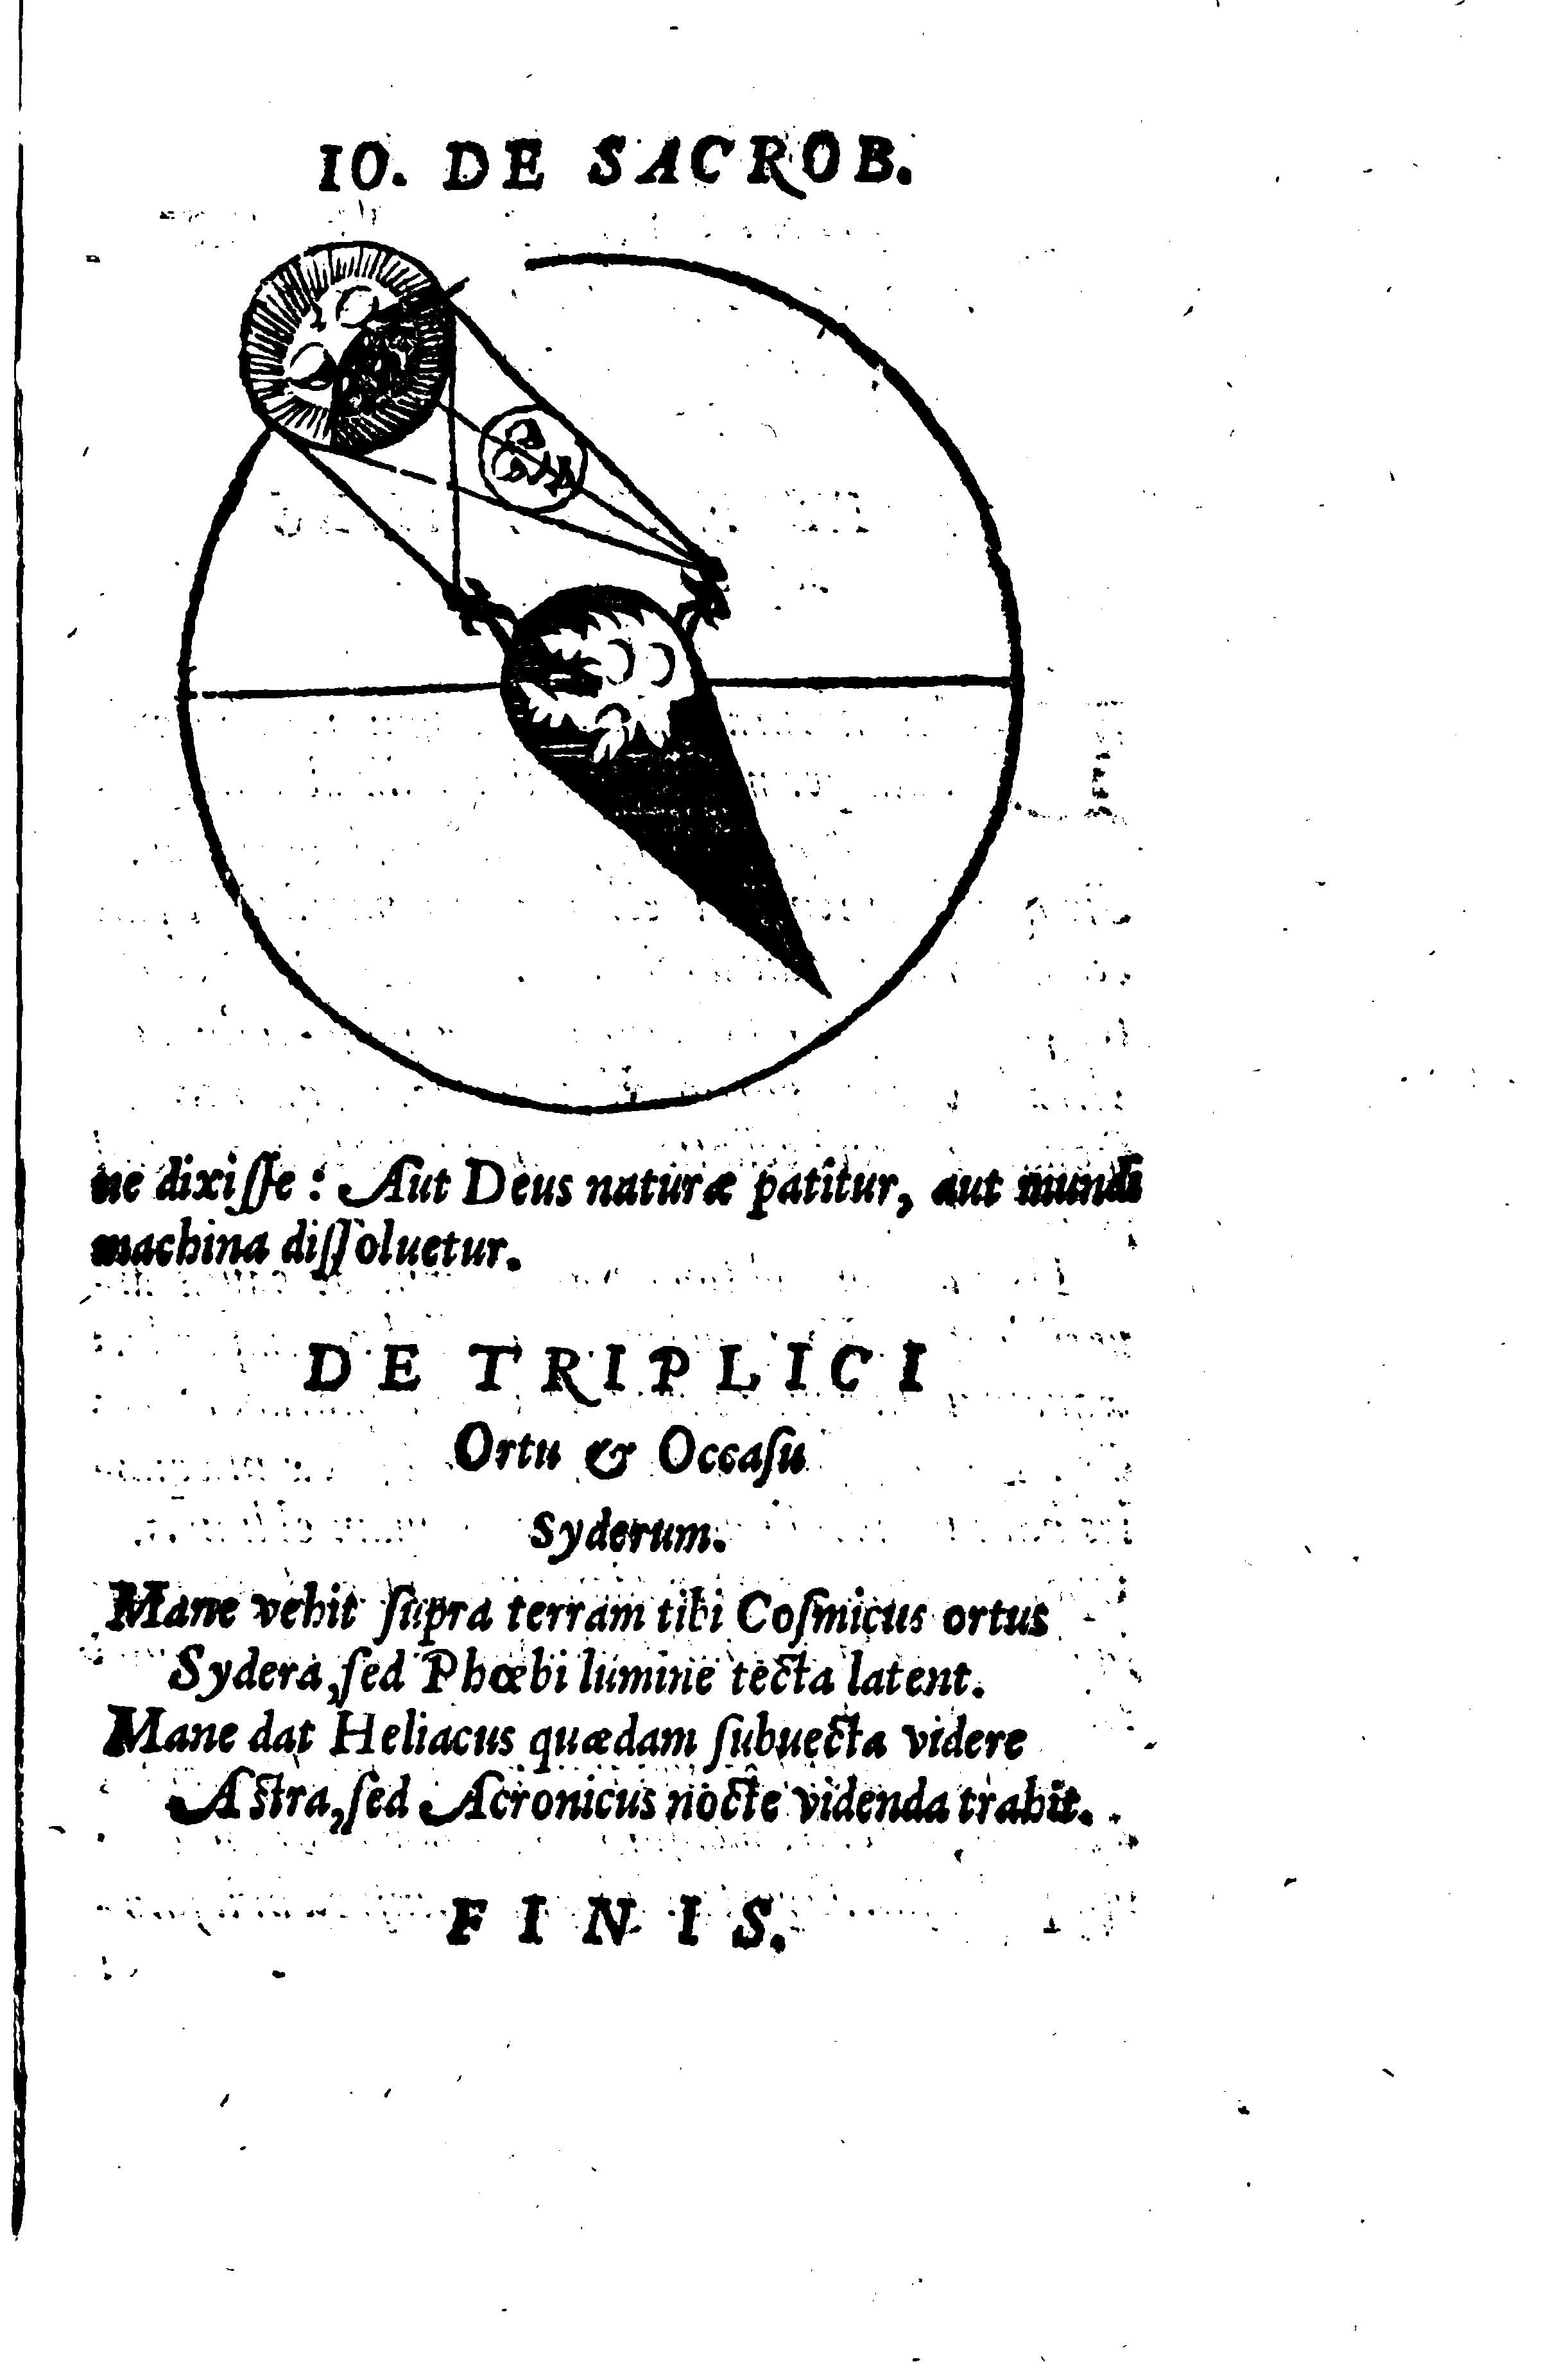 IO. DE SACROB.
ne dixiſſe: Aut Deus naturæ patitur, aut mundi
machina diſſoluetur.
DE TRIPLICI
Ortu & Occaſu
Syderum.
Mane vehit ſupra terram tibi Coſmicus ortus
Sydera, ſed Phœbi lumine tecta latent.
Mane dat Heliacus quædam ſubuecta videre
Aſtra, ſed Acronicus nocte videnda trahit.
FINIS.